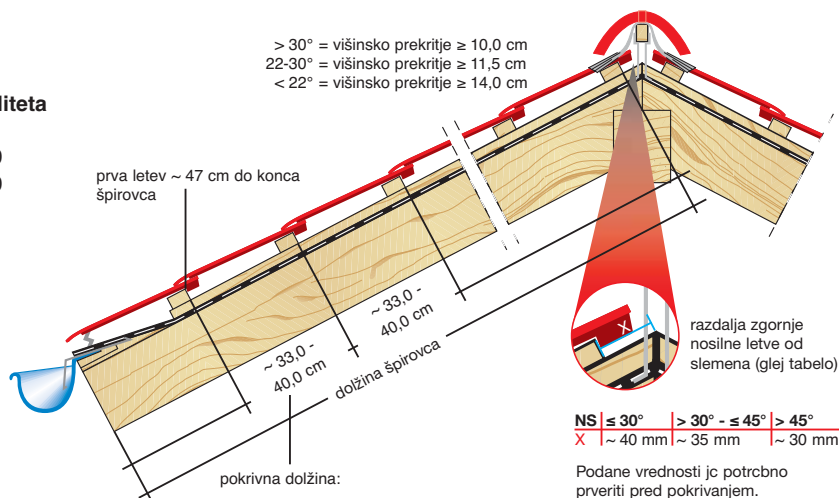 > 30° = višinsko prekritje ≥ 10,0 cm
22-30° = višinsko prekritje ≥ 11,5 cm
< 22° = višinsko prekritje ≥ 14,0 cm
liteta
)
)
prva letev ~ 47 cm do konca
špirovca
~ 33,0 -
40,0 cm
~ 33,0 -
40,0 cm
dolžina špirovca
pokrivna dolžina:
X
razdalja zgornje
nosilne letve od
slemena (glej tabelo)
NS ≤ 30° > 30° - ≤ 45° > 45°
X ~ 40 mm ~ 35 mm ~ 30 mm
Podane vrednosti jc potrcbno
prveriti pred pokrivanjem.